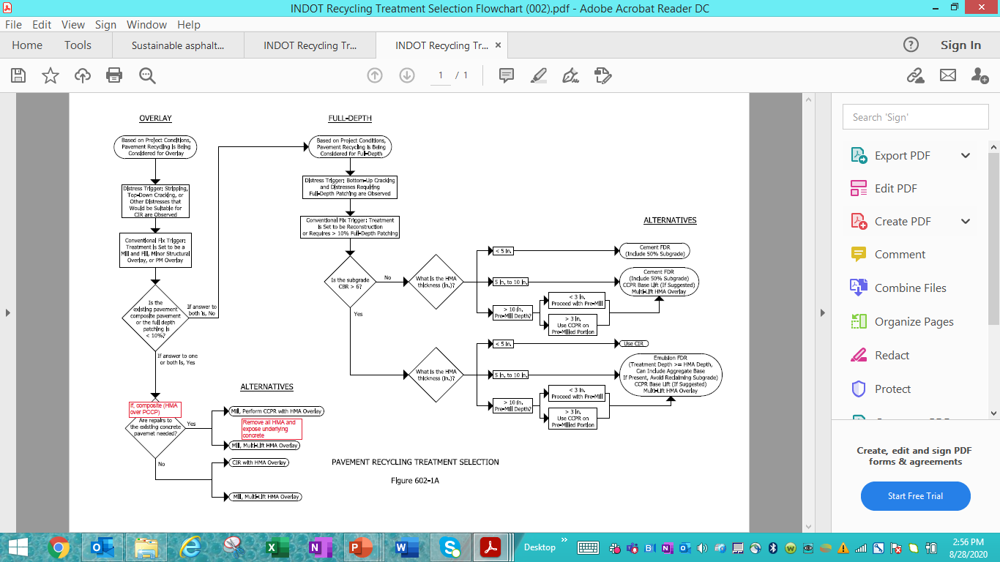 INDOT Recycling Treatment Selection Flowchart (002).pdf - Adobe Acrobat Reader DC
File Edit View Sign Window Help
Home Tools Sustainable asphalt... INDOT Recycling Tr... INDOT Recycling Tr... × ? Sign In
1 / 1
OVERLAY
Based on Project Conditions,
Pavement Recycling is Being
Considered for Overlay
Distress Trigger: Stripping,
Top-Down Cracking, or
Other Distresses that
Would be Suitable for
CIR are Observed
Conventional Fix Trigger:
Treatment is Set to be a
Mill and Fill, Minor Structural
Overlay, or PM Overlay
Is the
existing pavement
composite pavement
or the full depth
patching is
< 10%?
If answer to
both is, No
If answer to one
or both is, Yes
If, composite (HMA
over PCCP)
Are repairs to
the existing concrete
pavemet needed?
Yes
No
ALTERNATIVES
Mill, Perform CCPR with HMA Overlay
Remove all HMA and
expose underlying
concrete
Mill, Multi-Lift HMA Overlay
CIR with HMA Overlay
Mill, Multi-Lift HMA Overlay
FULL-DEPTH
Based on Project Conditions,
Pavement Recycling is Being
Considered for Full-Depth
Distress Trigger: Bottom-Up Cracking
and Distresses Requiring
Full-Depth Patching are Observed
Conventional Fix Trigger: Treatment
is Set to be Reconstruction
or Requires > 10% Full-Depth Patching
Is the subgrade
CBR > 6?
No
Yes
What is the HMA
thickness (in.)?
< 5 in.
5 in. to 10 in.
> 10 in.
Pre-Mill Depth?
< 3 in.
Proceed with Pre-Mill
> 3 in.
Use CCPR on
Pre-Milled Portion
ALTERNATIVES
Cement FDR
(Include 50% Subgrade)
Cement FDR
(Include 50% Subgrade)
CCPR Base Lift (If Suggested)
Multi-Lift HMA Overlay
What is the HMA
thickness (in.)?
< 5 in.
5 in. to 10 in.
> 10 in.
Pre-Mill Depth?
< 3 in.
Proceed with Pre-Mill
> 3 in.
Use CCPR on
Pre-Milled Portion
Use CIR
Emulsion FDR
(Treatment Depth >= HMA Depth,
Can Include Aggregate Base
If Present, Avoid Reclaiming Subgrade)
CCPR Base Lift (If Suggested)
Multi-Lift HMA Overlay
PAVEMENT RECYCLING TREATMENT SELECTION
Figure 602-1A
Search 'Sign'
Export PDF
Edit PDF
Create PDF
Comment
Combine Files
Organize Pages
Redact
Protect
Create, edit and sign PDF
forms & agreements
Start Free Trial
Desktop
2:56 PM
8/28/2020